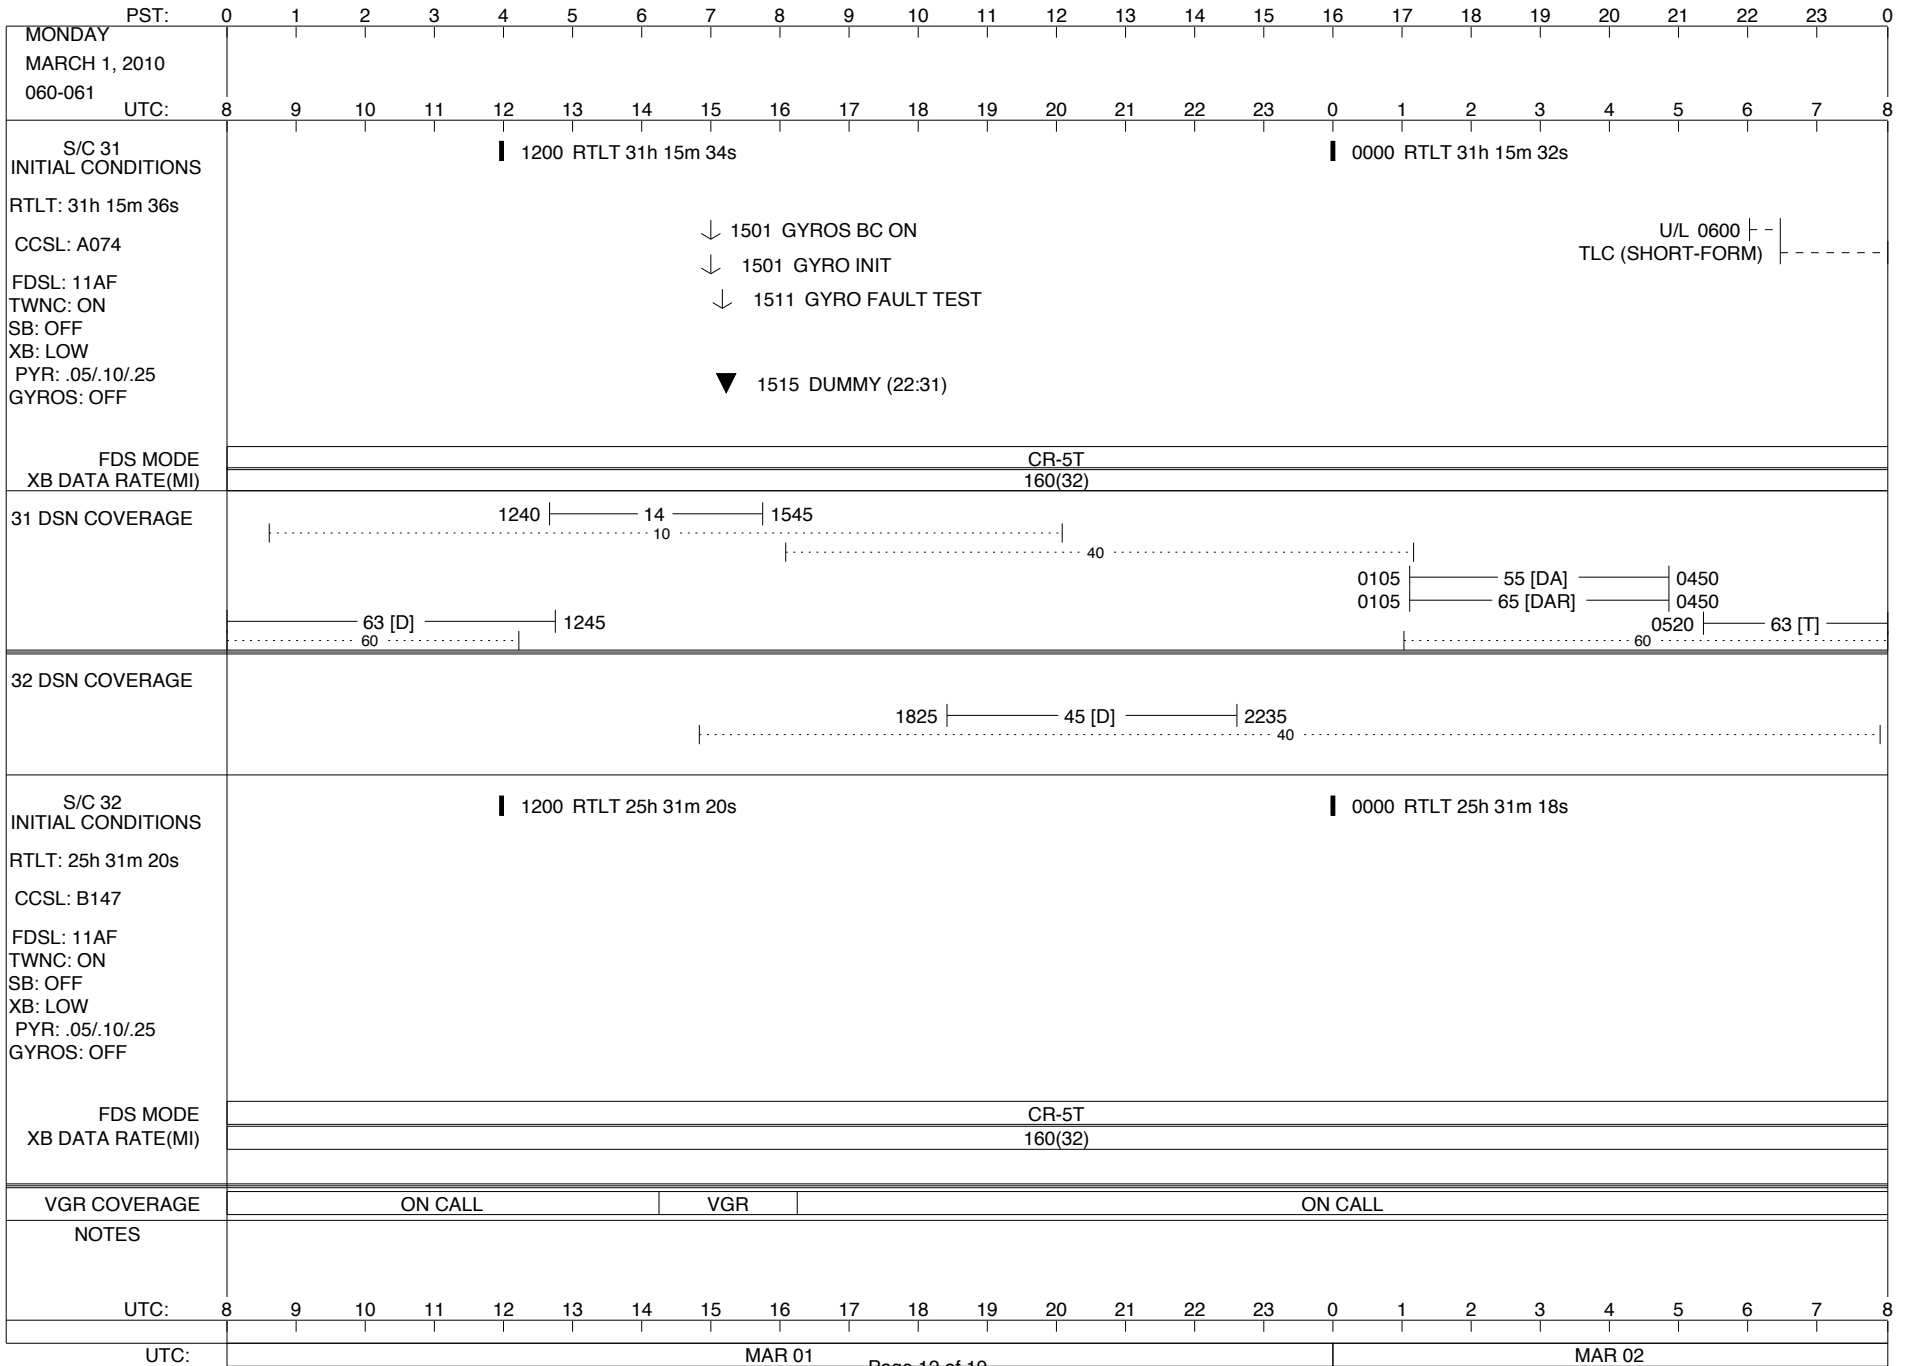 PST: 0 1 2 3 4 5 6 7 8 9 10 11 12 13 14 15 16 17 18 19 20 21 22 23 0
MONDAY
MARCH 1, 2010
060-061
UTC: 8 9 10 11 12 13 14 15 16 17 18 19 20 21 22 23 0 1 2 3 4 5 6 7 8
S/C 31
INITIAL CONDITIONS
1200 RTLT 31h 15m 34s
0000 RTLT 31h 15m 32s
RTLT: 31h 15m 36s
CCSL: A074
FDSL: 11AF
TWNC: ON
SB: OFF
XB: LOW
PYR: .05/.10/.25
GYROS: OFF
1501 GYROS BC ON
1501 GYRO INIT
1511 GYRO FAULT TEST
1515 DUMMY (22:31)
U/L 0600
TLC (SHORT-FORM)
FDS MODE CR-5T
XB DATA RATE(MI) 160(32)
31 DSN COVERAGE
1240 14 1545
10
40
0105 55 [DA] 0450
0105 65 [DAR] 0450
63 [D] 1245
0520 63 [T]
60
60
32 DSN COVERAGE
1825 45 [D] 2235
40
S/C 32
INITIAL CONDITIONS
1200 RTLT 25h 31m 20s
0000 RTLT 25h 31m 18s
RTLT: 25h 31m 20s
CCSL: B147
FDSL: 11AF
TWNC: ON
SB: OFF
XB: LOW
PYR: .05/.10/.25
GYROS: OFF
FDS MODE CR-5T
XB DATA RATE(MI) 160(32)
VGR COVERAGE ON CALL VGR ON CALL
NOTES
UTC: 8 9 10 11 12 13 14 15 16 17 18 19 20 21 22 23 0 1 2 3 4 5 6 7 8
UTC: MAR 01 MAR 02
Page 12 of 19